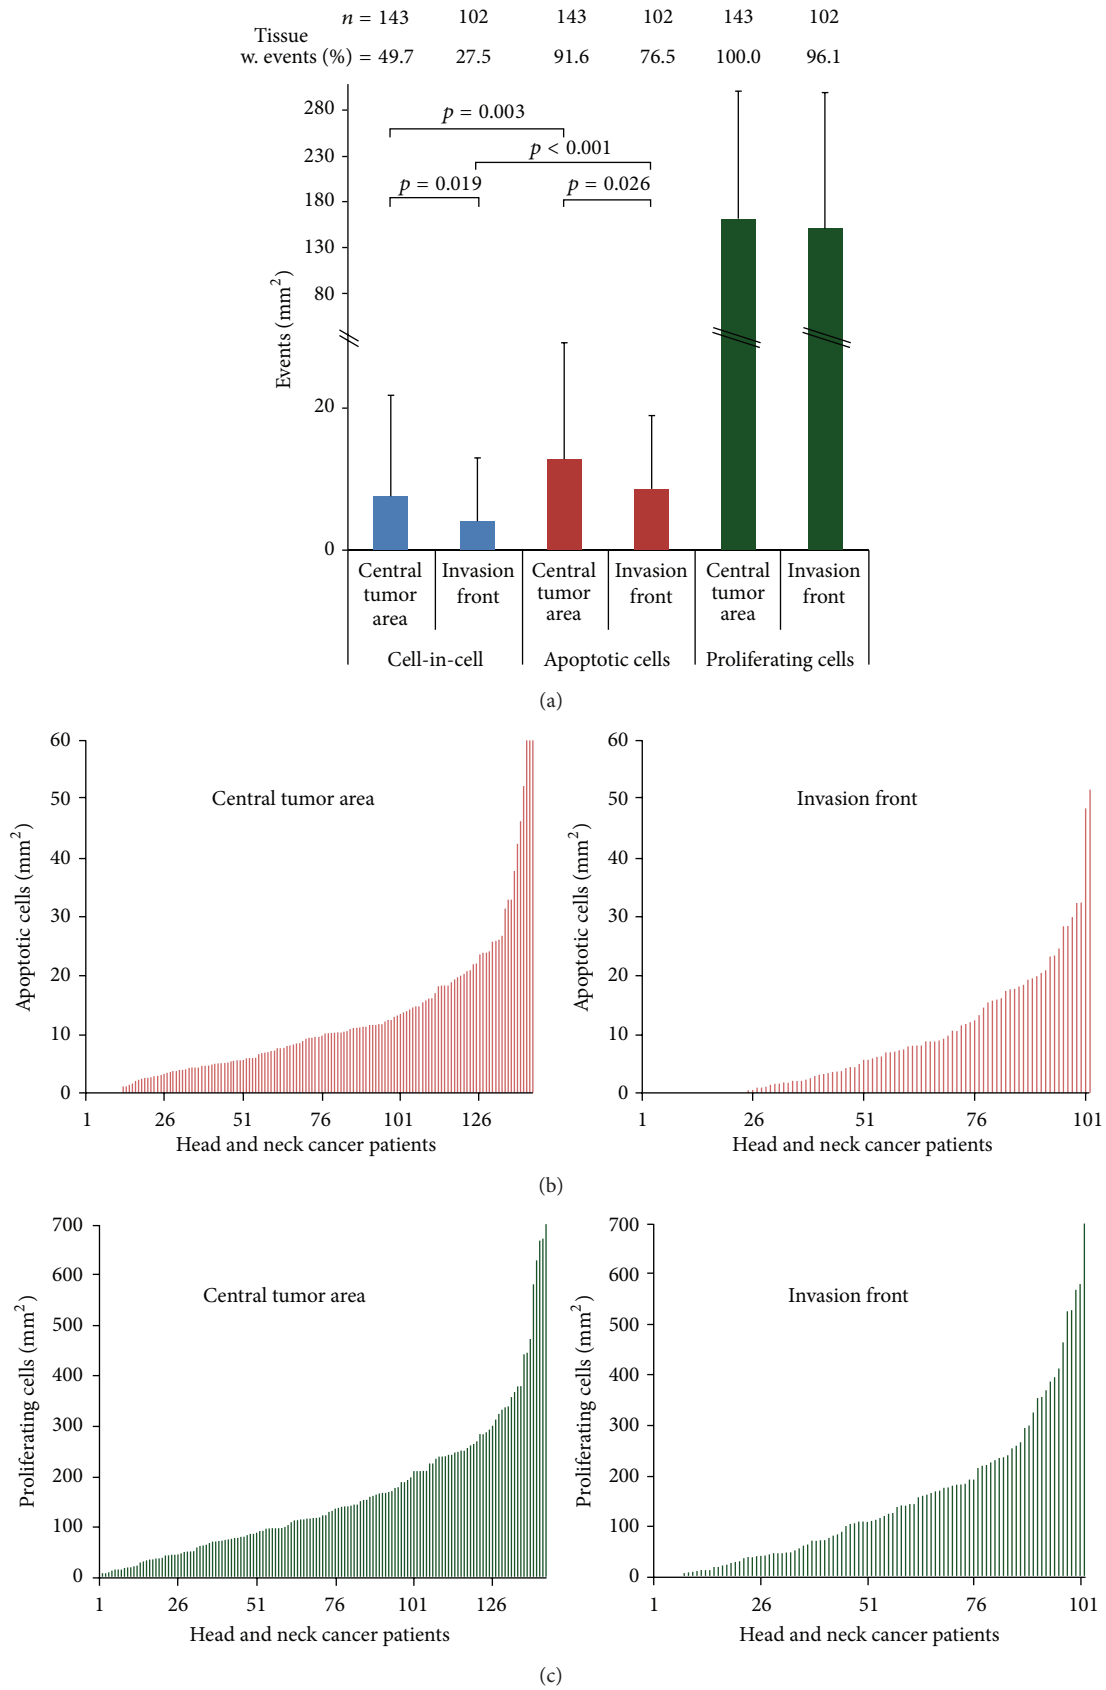 n = 143 102 143 102 143 102
Tissue
w. events (%) = 49.7 27.5 91.6 76.5 100.0 96.1
280
230
180
130
80
20
0
Events (mm²)
p = 0.003
p < 0.001
p = 0.019
p = 0.026
Central tumor area
Invasion front
Central tumor area
Invasion front
Central tumor area
Invasion front
Cell-in-cell Apoptotic cells Proliferating cells
(a)
60
50
40
30
20
10
0
Apoptotic cells (mm²)
Central tumor area
1 26 51 76 101 126
Head and neck cancer patients
60
50
40
30
20
10
0
Apoptotic cells (mm²)
Invasion front
1 26 51 76 101
Head and neck cancer patients
(b)
700
600
500
400
300
200
100
0
Proliferating cells (mm²)
Central tumor area
1 26 51 76 101 126
Head and neck cancer patients
700
600
500
400
300
200
100
0
Proliferating cells (mm²)
Invasion front
1 26 51 76 101
Head and neck cancer patients
(c)